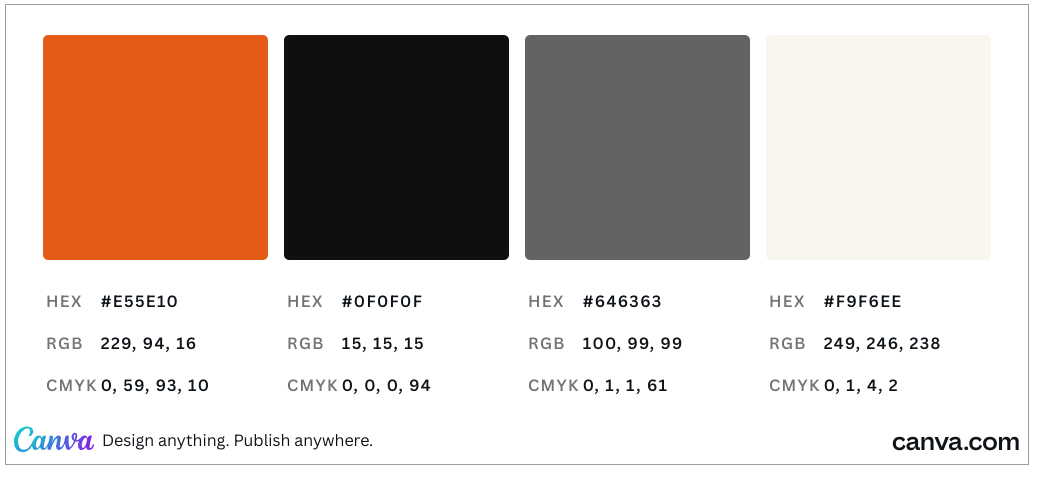 HEX #E55E10 HEX #0F0F0F HEX #646363 HEX #F9F6EE
RGB 229, 94, 16 RGB 15, 15, 15 RGB 100, 99, 99 RGB 249, 246, 238
CMYK 0, 59, 93, 10 CMYK 0, 0, 0, 94 CMYK 0, 1, 1, 61 CMYK 0, 1, 4, 2
Canva Design anything. Publish anywhere. canva.com